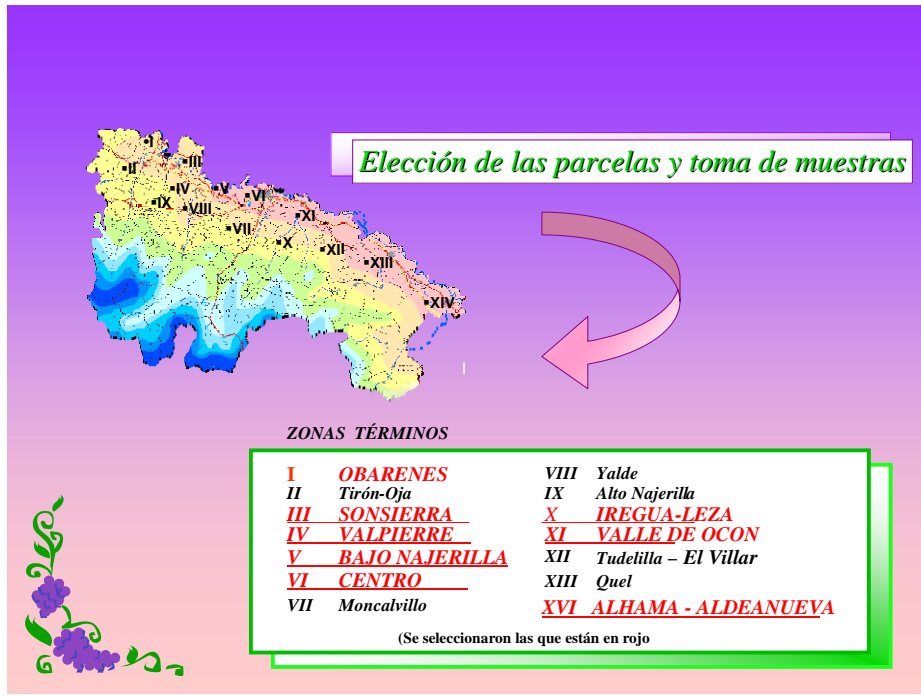 Elección de las parcelas y toma de muestras
I
II
III
IV
V
VI
IX
VIII
VII
XI
X
XII
XIII
XIV
ZONAS TÉRMINOS
I OBARENES
II Tirón-Oja
III SONSIERRA
IV VALPIERRE
V BAJO NAJERILLA
VI CENTRO
VII Moncalvillo
VIII Yalde
IX Alto Najerilla
X IREGUA-LEZA
XI VALLE DE OCON
XII Tudelilla – El Villar
XIII Quel
XVI ALHAMA - ALDEANUEVA
(Se seleccionaron las que están en rojo